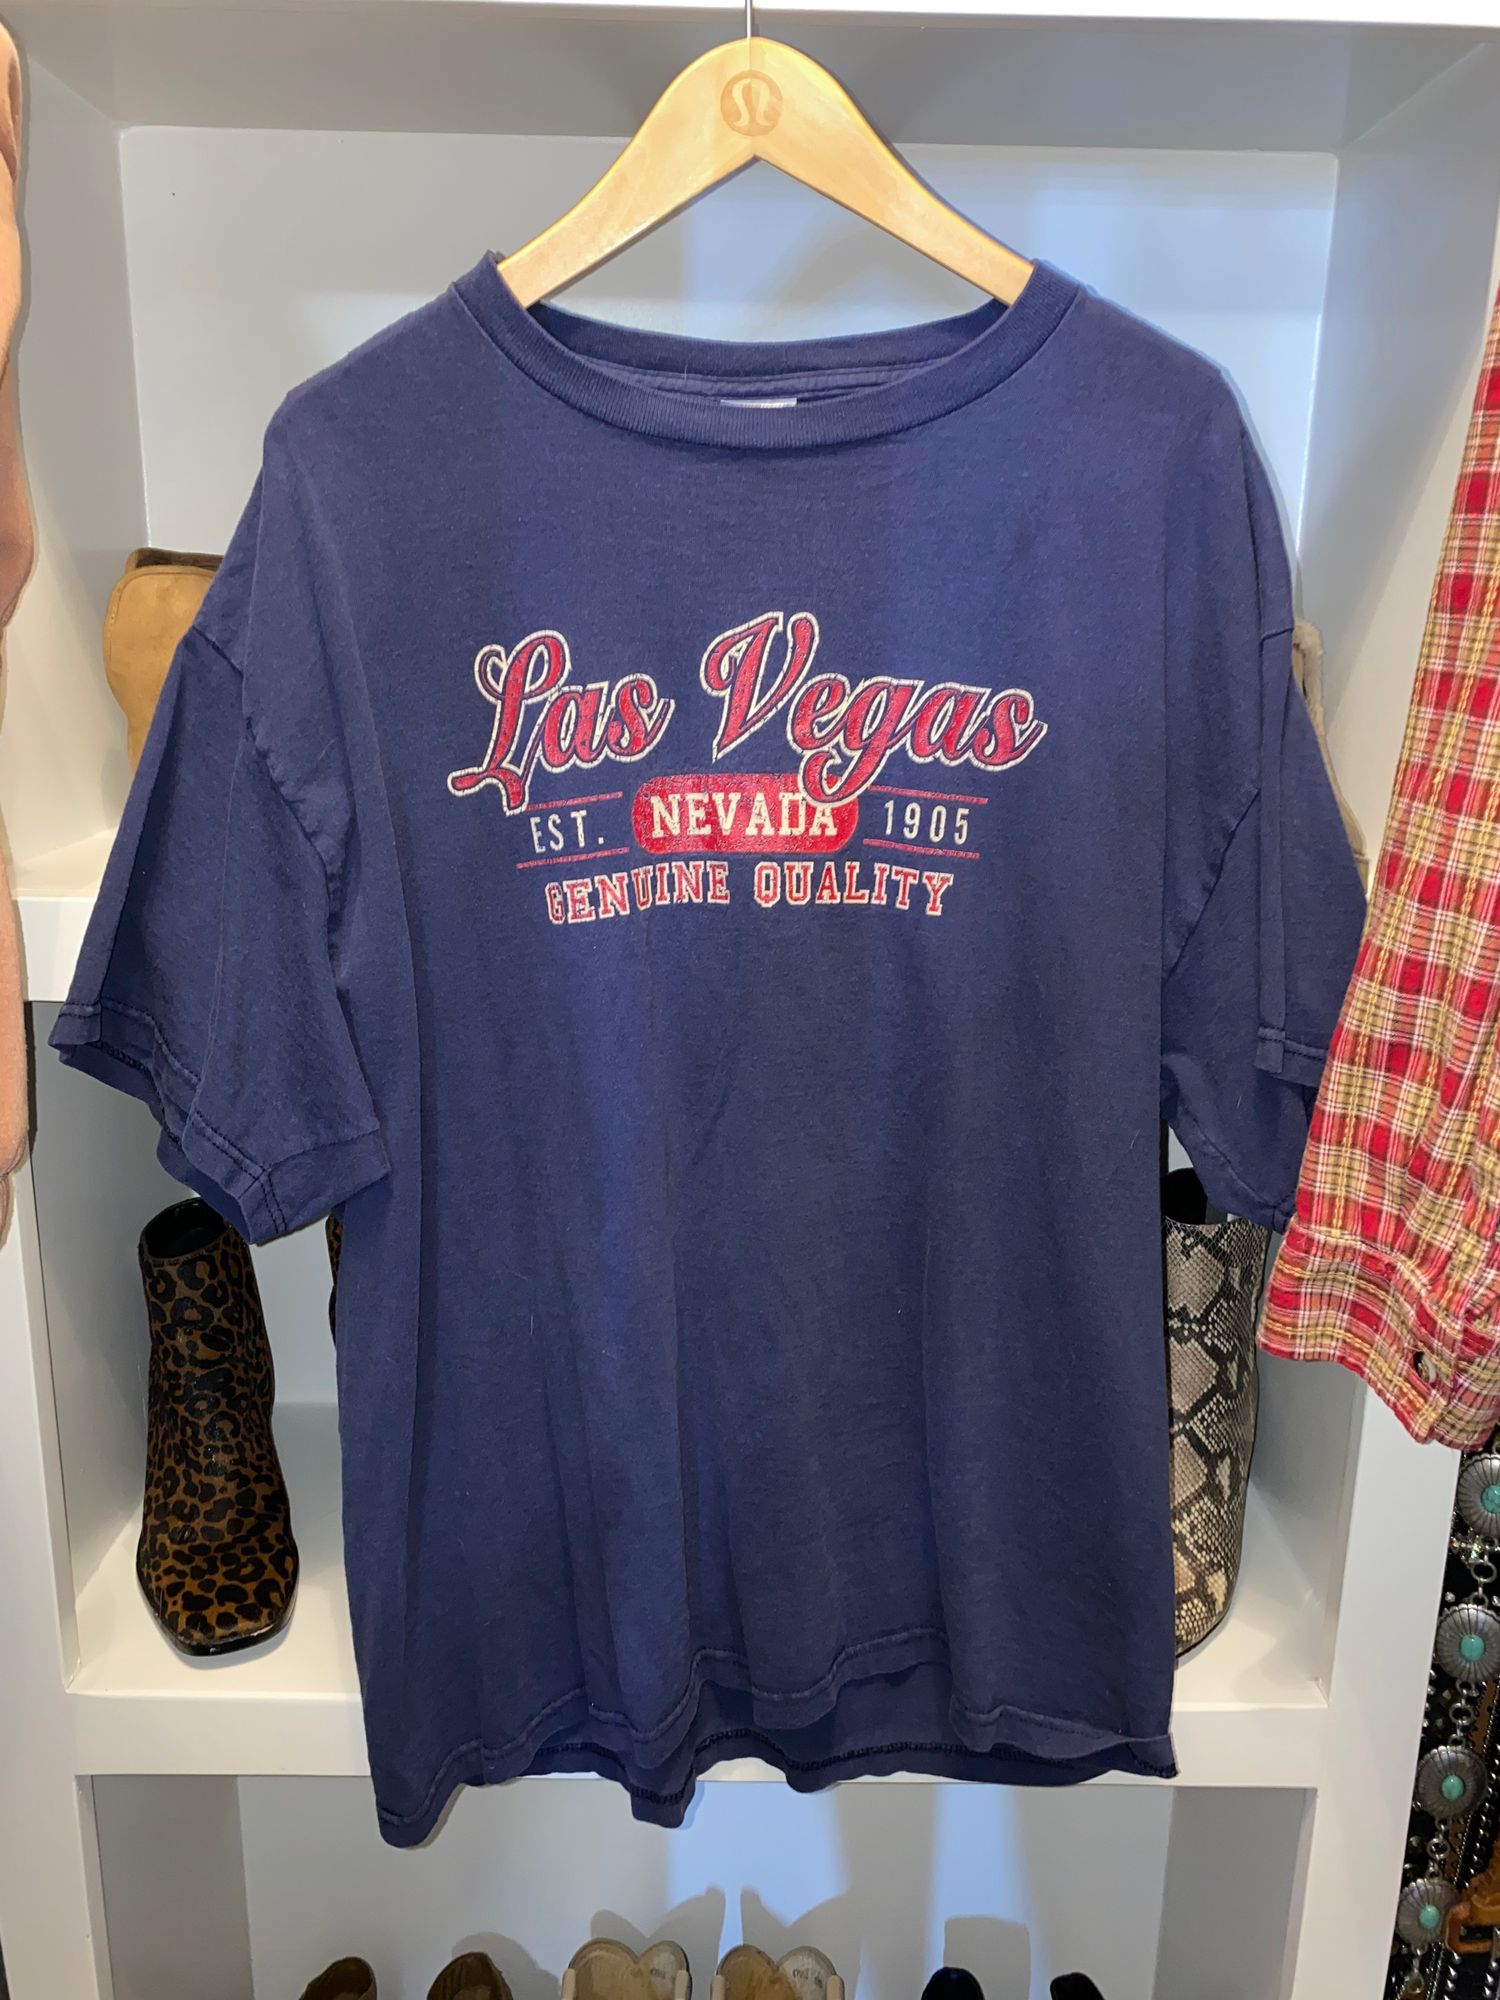 Las Vegas
EST. NEVADA 1905
GENUINE QUALITY